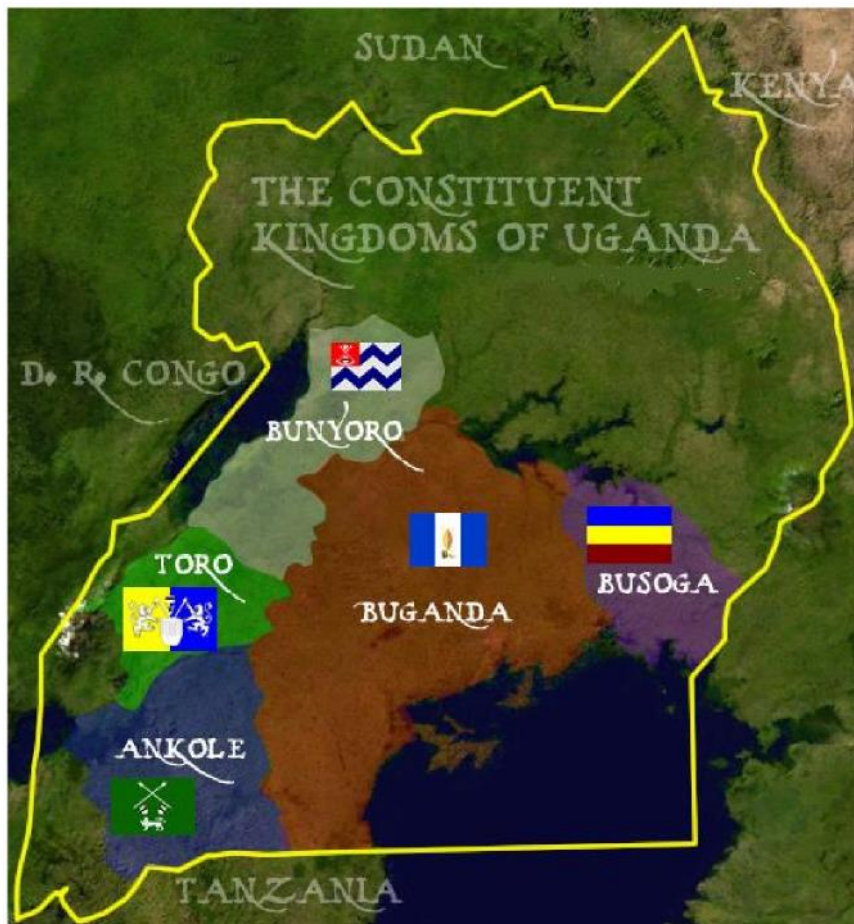 SUDAN
KENYA
THE CONSTITUENT
KINGDOMS OF UGANDA
D. R. CONGO
BUNYORO
TORO
BUGANDA
BUSOGA
ANKOLE
TANZANIA